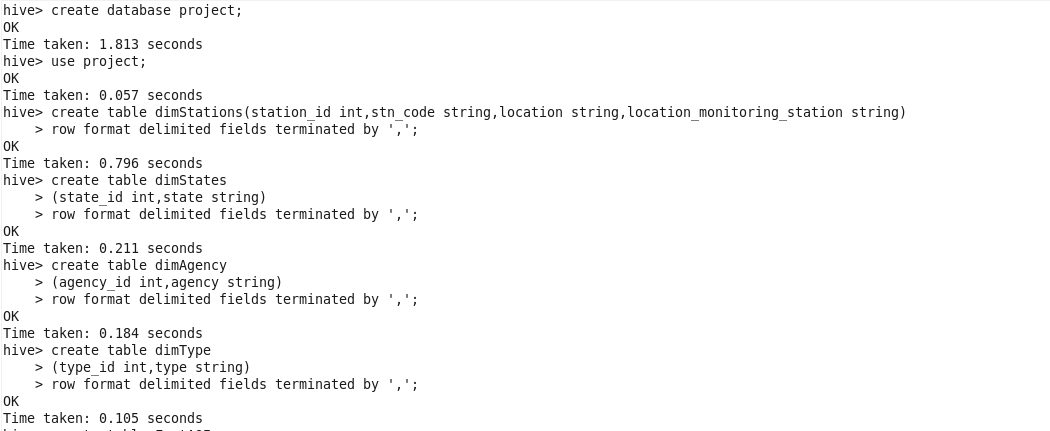 hive> create database project;
OK
Time taken: 1.813 seconds
hive> use project;
OK
Time taken: 0.057 seconds
hive> create table dimStations(station_id int,stn_code string,location string,location_monitoring_station string)
    > row format delimited fields terminated by ',';
OK
Time taken: 0.796 seconds
hive> create table dimStates
    > (state_id int,state string)
    > row format delimited fields terminated by ',';
OK
Time taken: 0.211 seconds
hive> create table dimAgency
    > (agency_id int,agency string)
    > row format delimited fields terminated by ',';
OK
Time taken: 0.184 seconds
hive> create table dimType
    > (type_id int,type string)
    > row format delimited fields terminated by ',';
OK
Time taken: 0.105 seconds